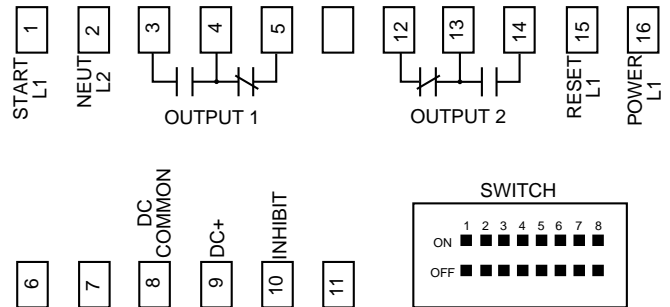 1 2 3 4 5 12 13 14 15 16
START L1
NEUT L2
OUTPUT 1
OUTPUT 2
RESET L1
POWER L1
DC COMMON
DC+
INHIBIT
6 7 8 9 10 11
SWITCH
1 2 3 4 5 6 7 8
ON
OFF